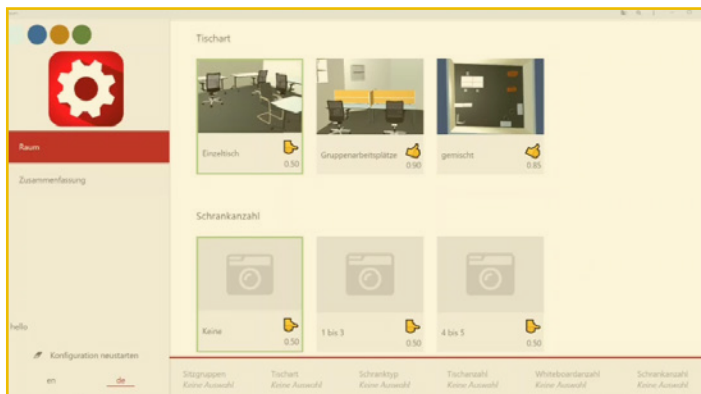 Tischart
Einzeltisch
0.50
Gruppenarbeitsplätze
0.90
gemischt
0.85
Raum
Zusammenfassung
Schrankanzahl
Keine
0.50
1 bis 3
0.50
4 bis 5
0.50
hello
Konfiguration neustarten
en de
Sitzgruppen Tischart Schranktyp Tischanzahl Whiteboardanzahl Schrankanzahl
Keine Auswahl Keine Auswahl Keine Auswahl Keine Auswahl Keine Auswahl Keine Auswahl